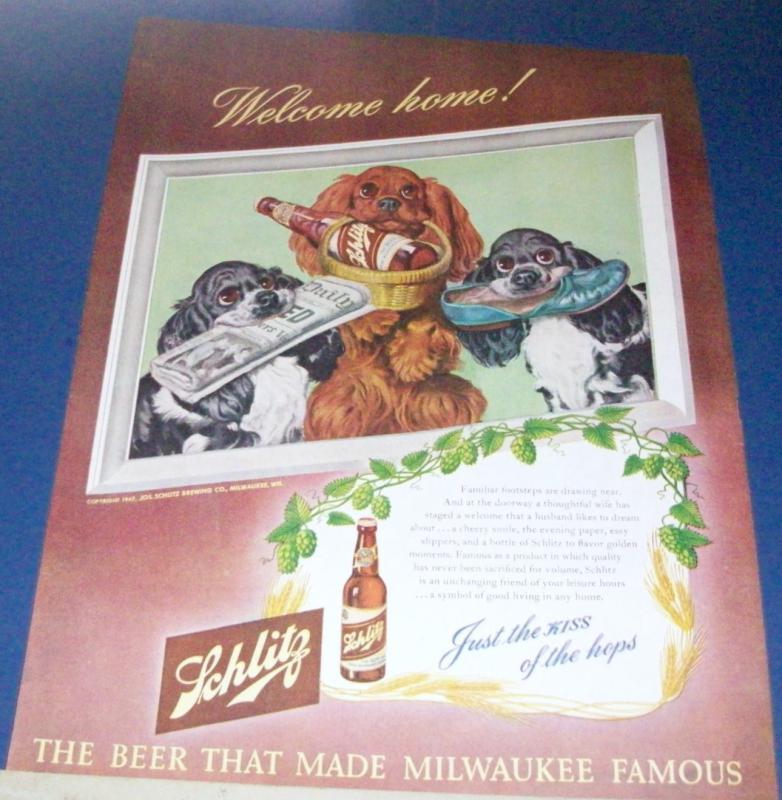 Welcome home!
Schlitz
Daily
ED
COPYRIGHT 1947, JOS. SCHLITZ BREWING CO., MILWAUKEE, WIS.
Familiar footsteps are drawing near.
And at the doorway a thoughtful wife has
staged a welcome that a husband likes to dream
about...a cheery smile, the evening paper, easy
slippers, and a bottle of Schlitz to flavor golden
moments. Famous as a product in which quality
has never been sacrificed for volume, Schlitz
is an unchanging friend of your leisure hours
...a symbol of good living in any home.
Schlitz
Just the KISS
of the hops
Schlitz
THE BEER THAT MADE MILWAUKEE FAMOUS